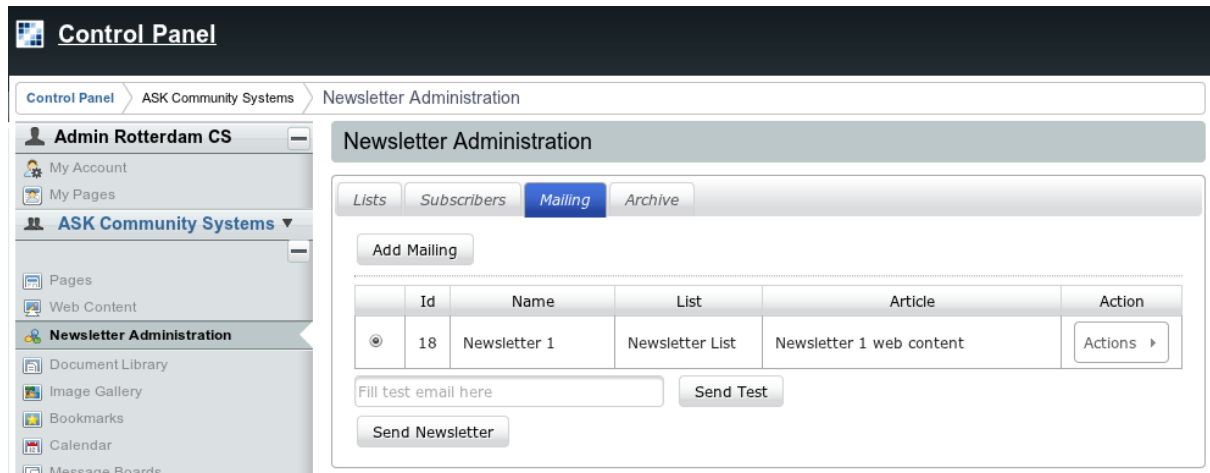 Control Panel
Control Panel ASK Community Systems Newsletter Administration
Admin Rotterdam CS
My Account
My Pages
ASK Community Systems
Pages
Web Content
Newsletter Administration
Document Library
Image Gallery
Bookmarks
Calendar
Message Boards
Newsletter Administration
Lists Subscribers Mailing Archive
Add Mailing
Id Name List Article Action
18 Newsletter 1 Newsletter List Newsletter 1 web content Actions
Fill test email here Send Test
Send Newsletter